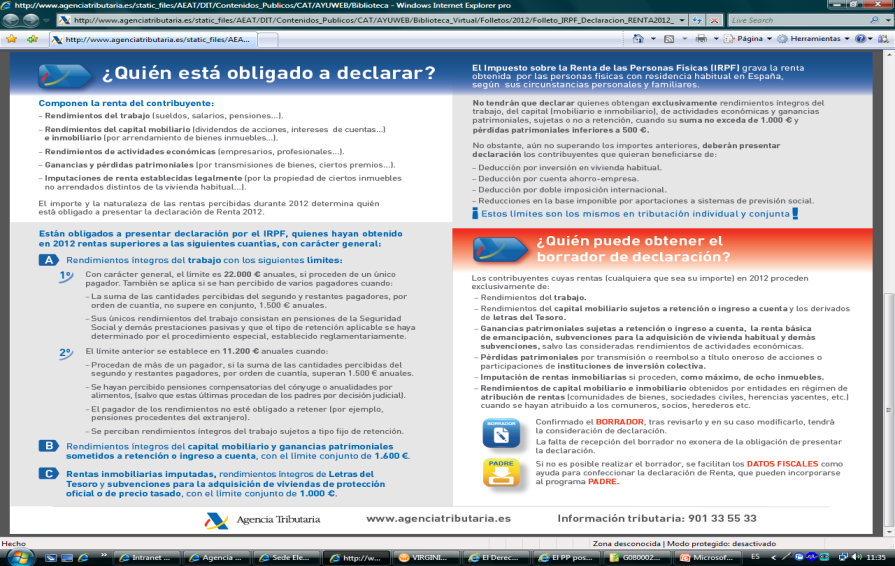 http://www.agenciatributaria.es/static_files/AEAT/DIT/Contenidos_Publicos/CAT/AYUWEB/Biblioteca - Windows Internet Explorer pro
http://www.agenciatributaria.es/static_files/AEAT/DIT/Contenidos_Publicos/CAT/AYUWEB/Biblioteca_Virtual/Folletos/2012/Folleto_IRPF_Declaracion_RENTA2012_
Live Search
http://www.agenciatributaria.es/static_files/AEA...
Página
Herramientas
¿Quién está obligado a declarar?
Componen la renta del contribuyente:
– Rendimientos del trabajo (sueldos, salarios, pensiones...).
– Rendimientos del capital mobiliario (dividendos de acciones, intereses de cuentas...)
e inmobiliario (por arrendamiento de bienes inmuebles...).
– Rendimientos de actividades económicas (empresarios, profesionales...).
– Ganancias y pérdidas patrimoniales (por transmisiones de bienes, ciertos premios...).
– Imputaciones de renta establecidas legalmente (por la propiedad de ciertos inmuebles
no arrendados distintos de la vivienda habitual...).
El importe y la naturaleza de las rentas percibidas durante 2012 determina quién
está obligado a presentar la declaración de Renta 2012.
Están obligados a presentar declaración por el IRPF, quienes hayan obtenido
en 2012 rentas superiores a las siguientes cuantías, con carácter general:
A Rendimientos íntegros del trabajo con los siguientes límites:
1º Con carácter general, el límite es 22.000 € anuales, si proceden de un único
pagador. También se aplica si se han percibido de varios pagadores cuando:
– La suma de las cantidades percibidas del segundo y restantes pagadores, por
orden de cuantía, no supere en conjunto, 1.500 € anuales.
– Sus únicos rendimientos del trabajo consistan en pensiones de la Seguridad
Social y demás prestaciones pasivas y que el tipo de retención aplicable se haya
determinado por el procedimiento especial, establecido reglamentariamente.
2º El límite anterior se establece en 11.200 € anuales cuando:
– Procedan de más de un pagador, si la suma de las cantidades percibidas del
segundo y restantes pagadores, por orden de cuantía, superan 1.500 € anuales.
– Se hayan percibido pensiones compensatorias del cónyuge o anualidades por
alimentos, (salvo que estas últimas procedan de los padres por decisión judicial).
– El pagador de los rendimientos no esté obligado a retener (por ejemplo,
pensiones procedentes del extranjero).
– Se perciban rendimientos íntegros del trabajo sujetos a tipo fijo de retención.
B Rendimientos íntegros del capital mobiliario y ganancias patrimoniales
sometidos a retención o ingreso a cuenta, con el límite conjunto de 1.600 €.
C Rentas inmobiliarias imputadas, rendimientos íntegros de Letras del
Tesoro y subvenciones para la adquisición de viviendas de protección
oficial o de precio tasado, con el límite conjunto de 1.000 €.
El Impuesto sobre la Renta de las Personas Físicas (IRPF) grava la renta
obtenida por las personas físicas con residencia habitual en España,
según sus circunstancias personales y familiares.
No tendrán que declarar quienes obtengan exclusivamente rendimientos íntegros del
trabajo, del capital (mobiliario e inmobiliario), de actividades económicas y ganancias
patrimoniales, sujetas o no a retención, cuando su suma no exceda de 1.000 € y
pérdidas patrimoniales inferiores a 500 €.
No obstante, aún no superando los importes anteriores, deberán presentar
declaración los contribuyentes que quieran beneficiarse de:
– Deducción por inversión en vivienda habitual.
– Deducción por cuenta ahorro-empresa.
– Deducción por doble imposición internacional.
– Reducciones en la base imponible por aportaciones a sistemas de previsión social.
¡ Estos límites son los mismos en tributación individual y conjunta !
¿Quién puede obtener el
borrador de declaración?
Los contribuyentes cuyas rentas (cualquiera que sea su importe) en 2012 proceden
exclusivamente de:
– Rendimientos del trabajo.
– Rendimientos del capital mobiliario sujetos a retención o ingreso a cuenta y los derivados
de letras del Tesoro.
– Ganancias patrimoniales sujetas a retención o ingreso a cuenta, la renta básica
de emancipación, subvenciones para la adquisición de vivienda habitual y demás
subvenciones, salvo las consideradas rendimientos de actividades económicas.
– Pérdidas patrimoniales por transmisión o reembolso a título oneroso de acciones o
participaciones de instituciones de inversión colectiva.
– Imputación de rentas inmobiliarias si proceden, como máximo, de ocho inmuebles.
– Rendimientos de capital mobiliario e inmobiliario obtenidos por entidades en régimen de
atribución de rentas (comunidades de bienes, sociedades civiles, herencias yacentes, etc.)
cuando se hayan atribuido a los comuneros, socios, herederos etc.
BORRADOR
Confirmado el BORRADOR, tras revisarlo y en su caso modificarlo, tendrá
la consideración de declaración.
La falta de recepción del borrador no exonera de la obligación de presentar
la declaración.
PADRE
Si no es posible realizar el borrador, se facilitan los DATOS FISCALES como
ayuda para confeccionar la declaración de Renta, que pueden incorporarse
al programa PADRE.
Agencia Tributaria
www.agenciatributaria.es
Información tributaria: 901 33 55 33
Hecho
Zona desconocida | Modo protegido: desactivado
Intranet ...
Agencia ...
Sede Ele...
http://w...
VIRGINI...
El Derec...
El PP pos...
G080002...
Microsof...
ES
11:35